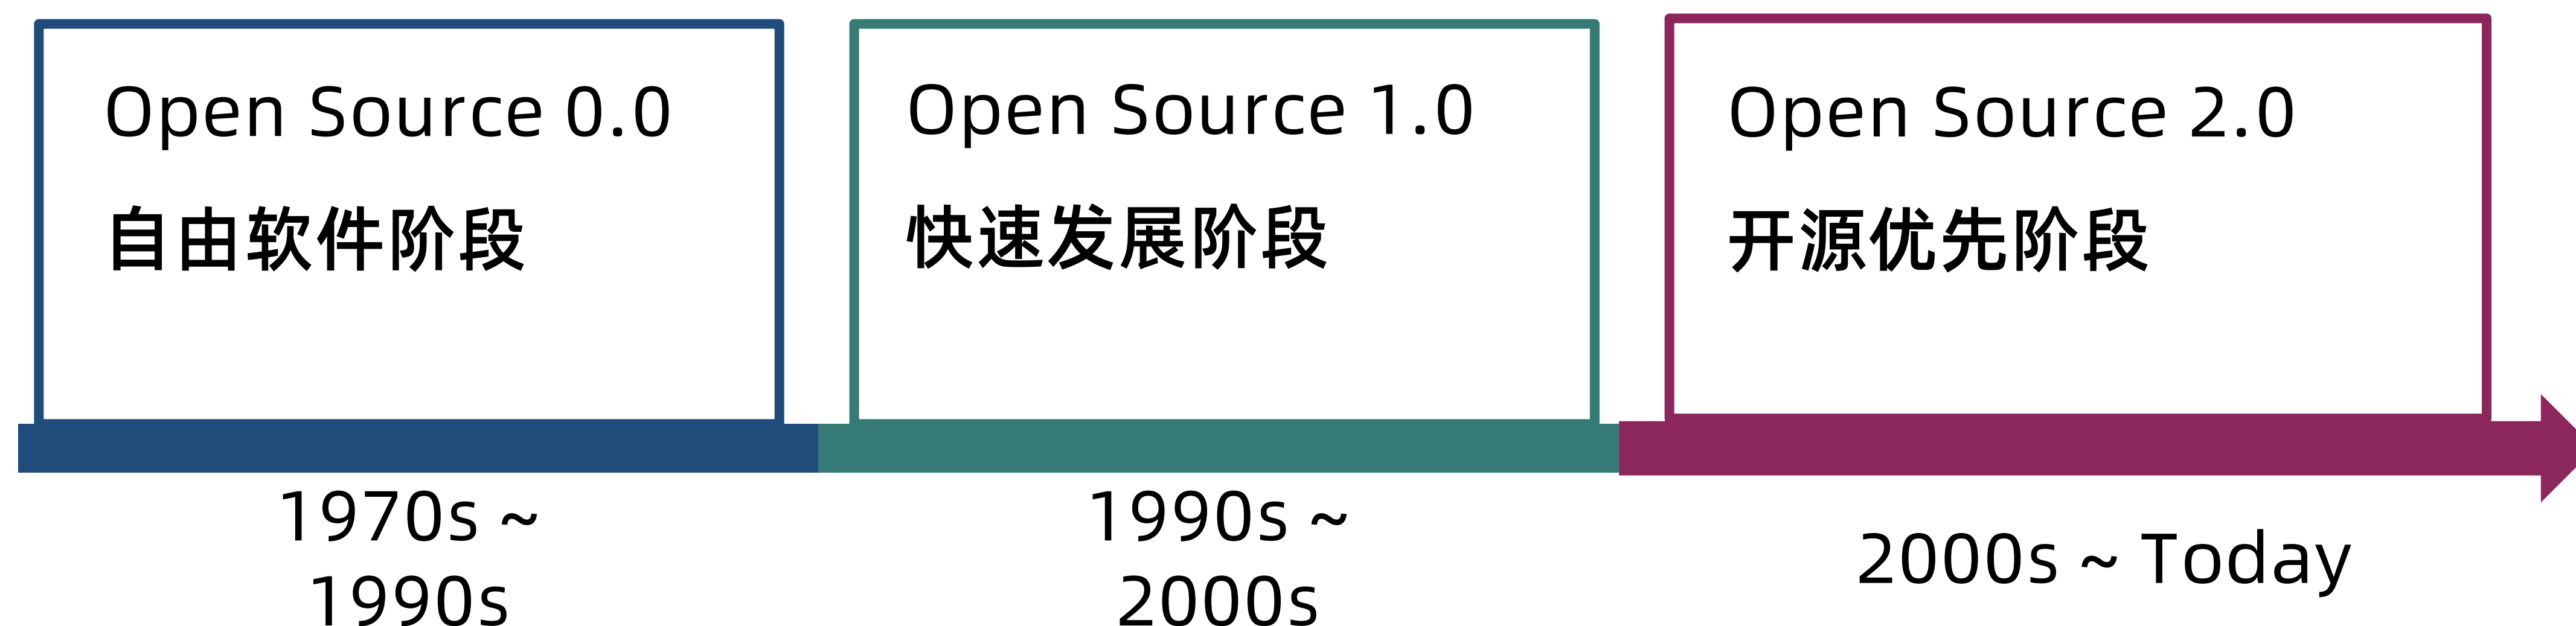 Open Source 0.0
自由软件阶段
Open Source 1.0
快速发展阶段
Open Source 2.0
开源优先阶段
1970s ~
1990s
1990s ~
2000s
2000s ~ Today